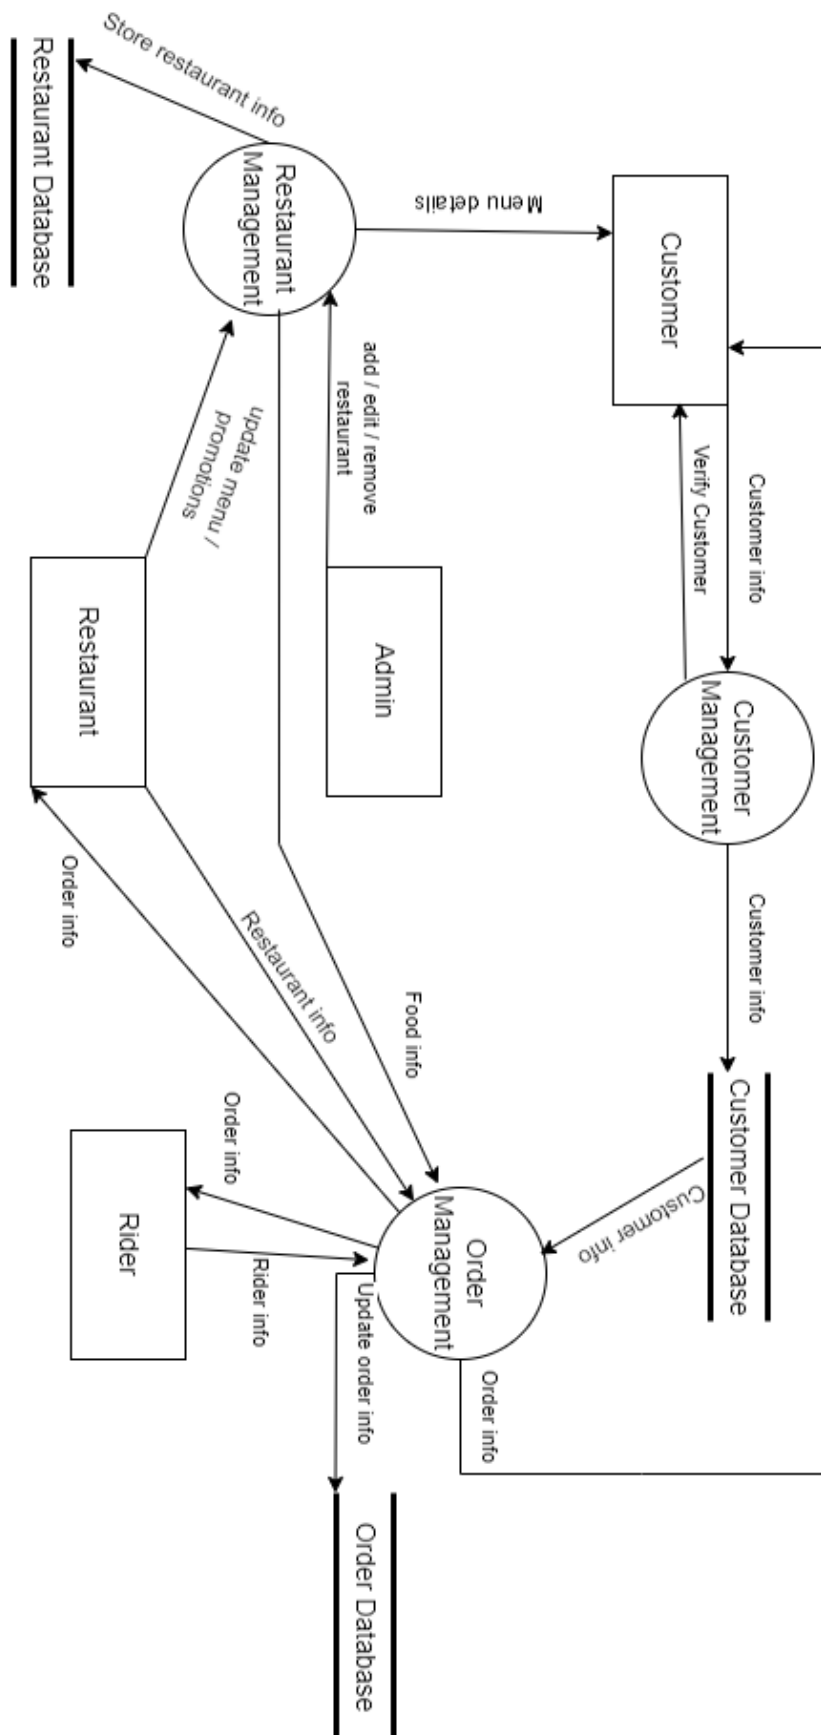 Customer info
Customer info
Customer
Management
Customer Database
Verify Customer
Customer
Customer info
Menu details
Order info
Order
Management
Food info
Admin
add / edit / remove
restaurant
Update order info
Order Database
Restaurant info
Restaurant
Management
Rider info
Order info
update menu /
promotions
Store restaurant info
Rider
Restaurant
Order info
Restaurant Database